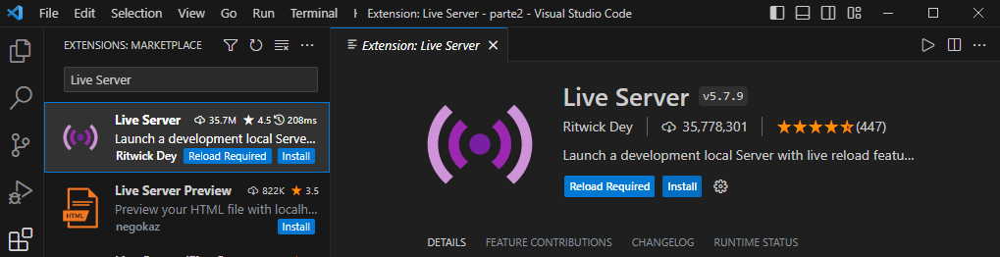 File Edit Selection View Go Run Terminal Extension: Live Server - parte2 - Visual Studio Code
EXTENSIONS: MARKETPLACE
Extension: Live Server
Live Server
Live Server 35.7M 4.5 208ms
Launch a development local Serve...
Ritwick Dey Reload Required Install
Live Server Preview 822K 3.5
Preview your HTML file with localh...
negokaz Install
HTML
Live Server v5.7.9
Ritwick Dey 35,778,301 (447)
Launch a development local Server with live reload featu...
Reload Required Install
DETAILS FEATURE CONTRIBUTIONS CHANGELOG RUNTIME STATUS